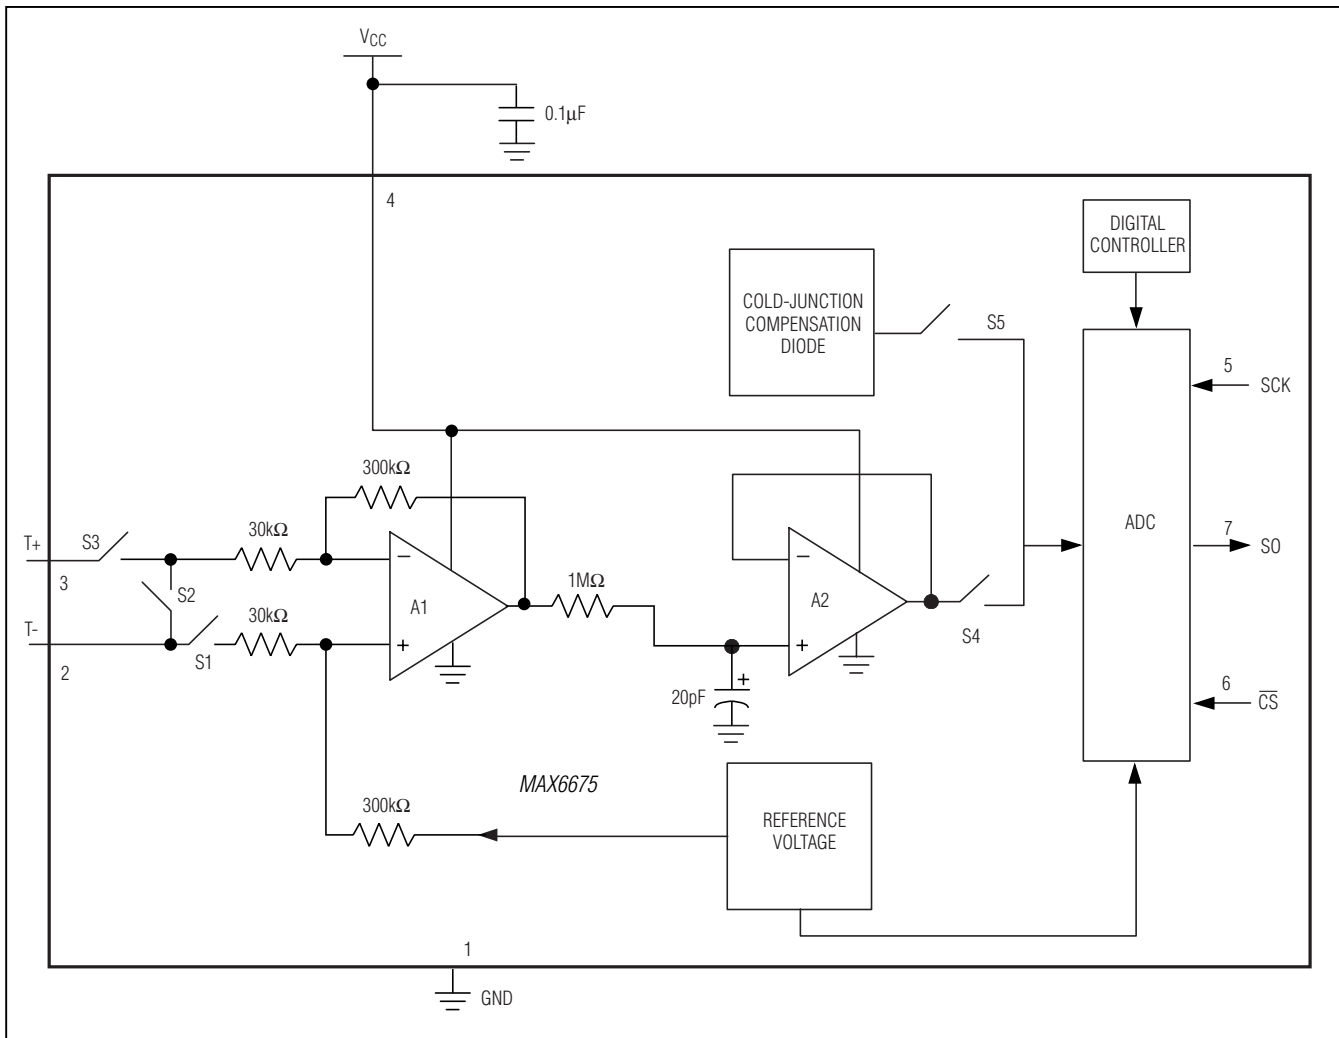 VCC
0.1µF
4
DIGITAL
CONTROLLER
COLD-JUNCTION
COMPENSATION
DIODE
S5
5
SCK
300kΩ
30kΩ
T+
S3
3
S2
−
A1
1MΩ
−
A2
ADC
7
SO
T-
2
S1
30kΩ
+
+
S4
20pF
+
6
CS
MAX6675
300kΩ
REFERENCE
VOLTAGE
1
GND